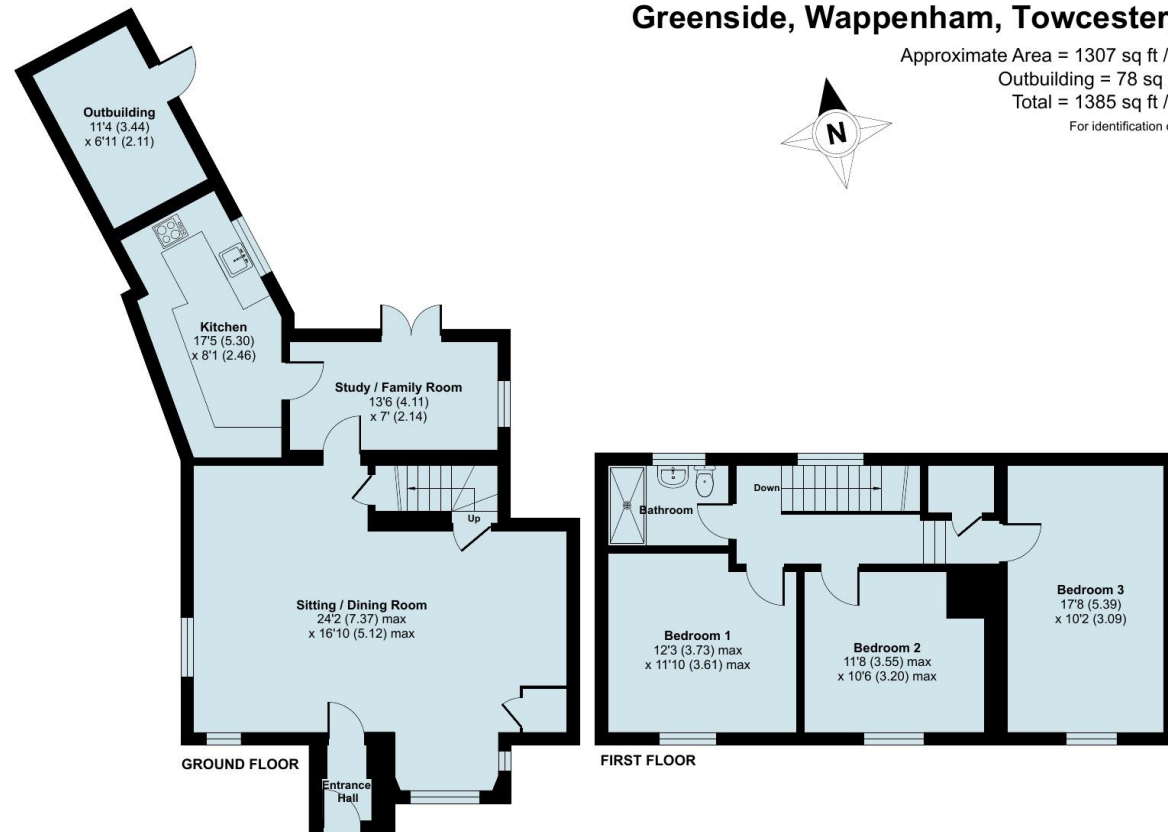 Greenside, Wappenham, Towcester,
Approximate Area = 1307 sq ft /
Outbuilding = 78 sq
Total = 1385 sq ft /
For identification
N
Outbuilding
11'4 (3.44)
x 6'11 (2.11)
Kitchen
17'5 (5.30)
x 8'1 (2.46)
Study / Family Room
13'6 (4.11)
x 7' (2.14)
Up
Sitting / Dining Room
24'2 (7.37) max
x 16'10 (5.12) max
Entrance
Hall
GROUND FLOOR
Down
Bathroom
Bedroom 1
12'3 (3.73) max
x 11'10 (3.61) max
Bedroom 2
11'8 (3.55) max
x 10'6 (3.20) max
Bedroom 3
17'8 (5.39)
x 10'2 (3.09)
FIRST FLOOR